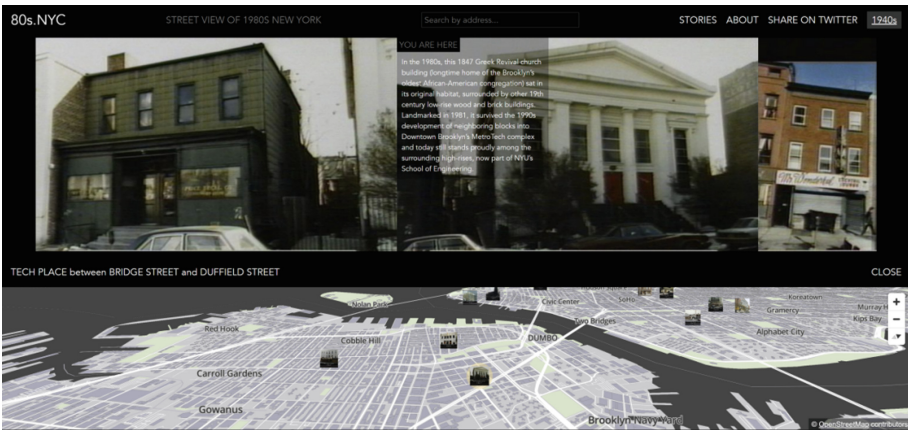 80s.NYC
STREET VIEW OF 1980S NEW YORK
Search by address...
STORIES
ABOUT
SHARE ON TWITTER
1940s
YOU ARE HERE
In the 1980s, this 1847 Greek Revival church
building (longtime home of the Brooklyn's
oldest African-American congregation) sat in
its original habitat, surrounded by other 19th
century low-rise wood and brick buildings.
Landmarked in 1981, it survived the 1990s
development of neighboring blocks into
Downtown Brooklyn's MetroTech complex
and today still stands proudly among the
surrounding high-rises, now part of NYU's
School of Engineering.
TECH PLACE between BRIDGE STREET and DUFFIELD STREET
CLOSE
Nolan Park
Civic Center
Soho
Koreatown
Gramercy
Murray H
Kips Bay
Red Hook
Cobble Hill
Two Bridges
DUMBO
Alphabet City
Carroll Gardens
Gowanus
Brooklyn Navy Yard
© OpenStreetMap contributors